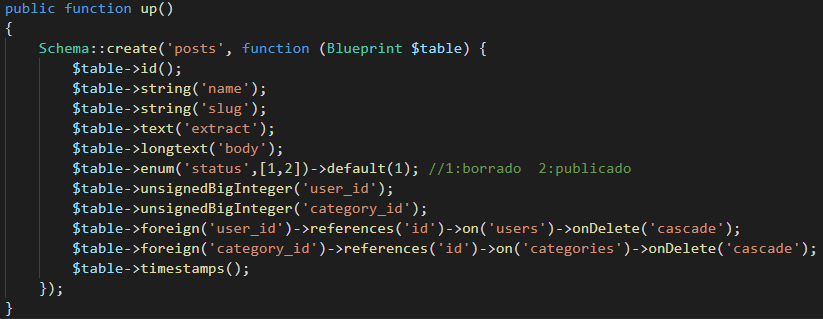 public function up()
{
    Schema::create('posts', function (Blueprint $table) {
        $table->id();
        $table->string('name');
        $table->string('slug');
        $table->text('extract');
        $table->longtext('body');
        $table->enum('status',[1,2])->default(1); //1:borrado  2:publicado
        $table->unsignedBigInteger('user_id');
        $table->unsignedBigInteger('category_id');
        $table->foreign('user_id')->references('id')->on('users')->onDelete('cascade');
        $table->foreign('category_id')->references('id')->on('categories')->onDelete('cascade');
        $table->timestamps();
    });
}